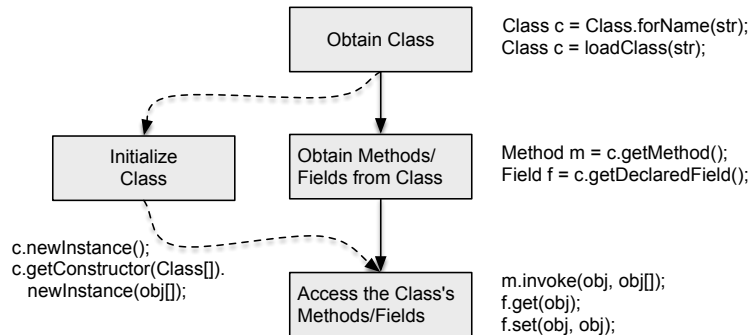 Obtain Class
Class c = Class.forName(str);
Class c = loadClass(str);
Initialize
Class
Obtain Methods/
Fields from Class
Method m = c.getMethod();
Field f = c.getDeclaredField();
c.newInstance();
c.getConstructor(Class[]).
newInstance(obj[]);
Access the Class's
Methods/Fields
m.invoke(obj, obj[]);
f.get(obj);
f.set(obj, obj);